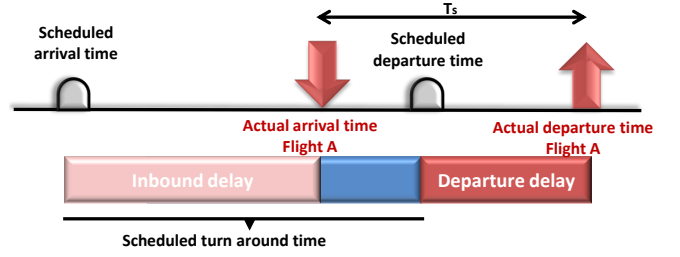 Ts
Scheduled
arrival time
Scheduled
departure time
Actual arrival time
Flight A
Actual departure time
Flight A
Inbound delay
Departure delay
Scheduled turn around time